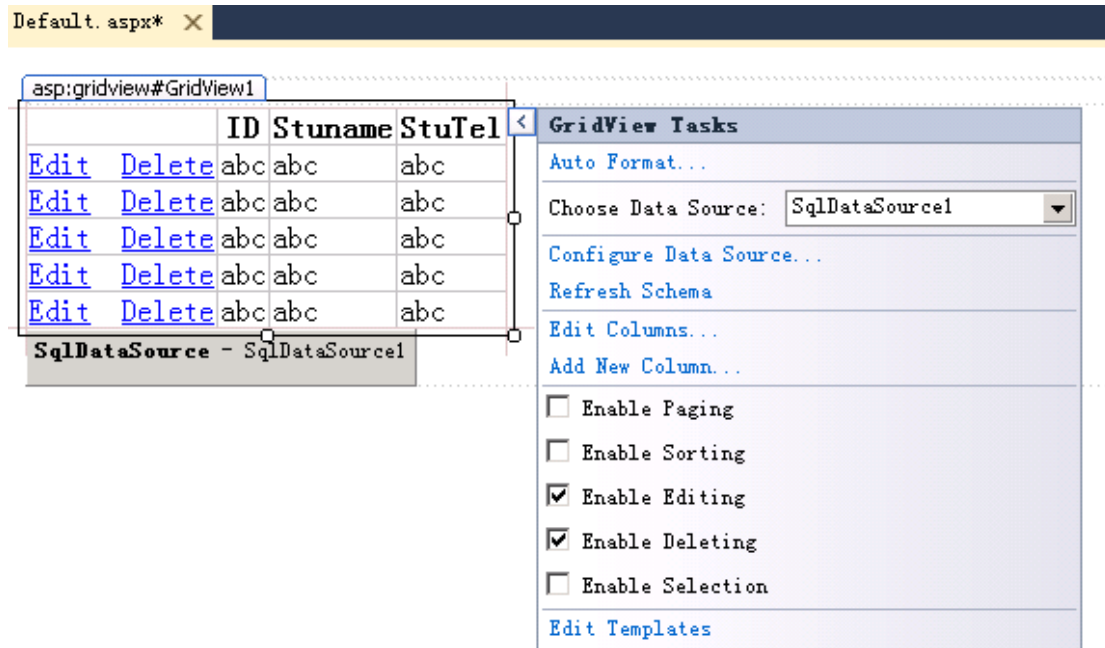 Default.aspx*
asp:gridview#GridView1
ID Stuname StuTel
Edit Delete abc abc abc
Edit Delete abc abc abc
Edit Delete abc abc abc
Edit Delete abc abc abc
Edit Delete abc abc abc
SqlDataSource - SqlDataSource1
GridView Tasks
Auto Format...
Choose Data Source: SqlDataSource1
Configure Data Source...
Refresh Schema
Edit Columns...
Add New Column...
Enable Paging
Enable Sorting
Enable Editing
Enable Deleting
Enable Selection
Edit Templates